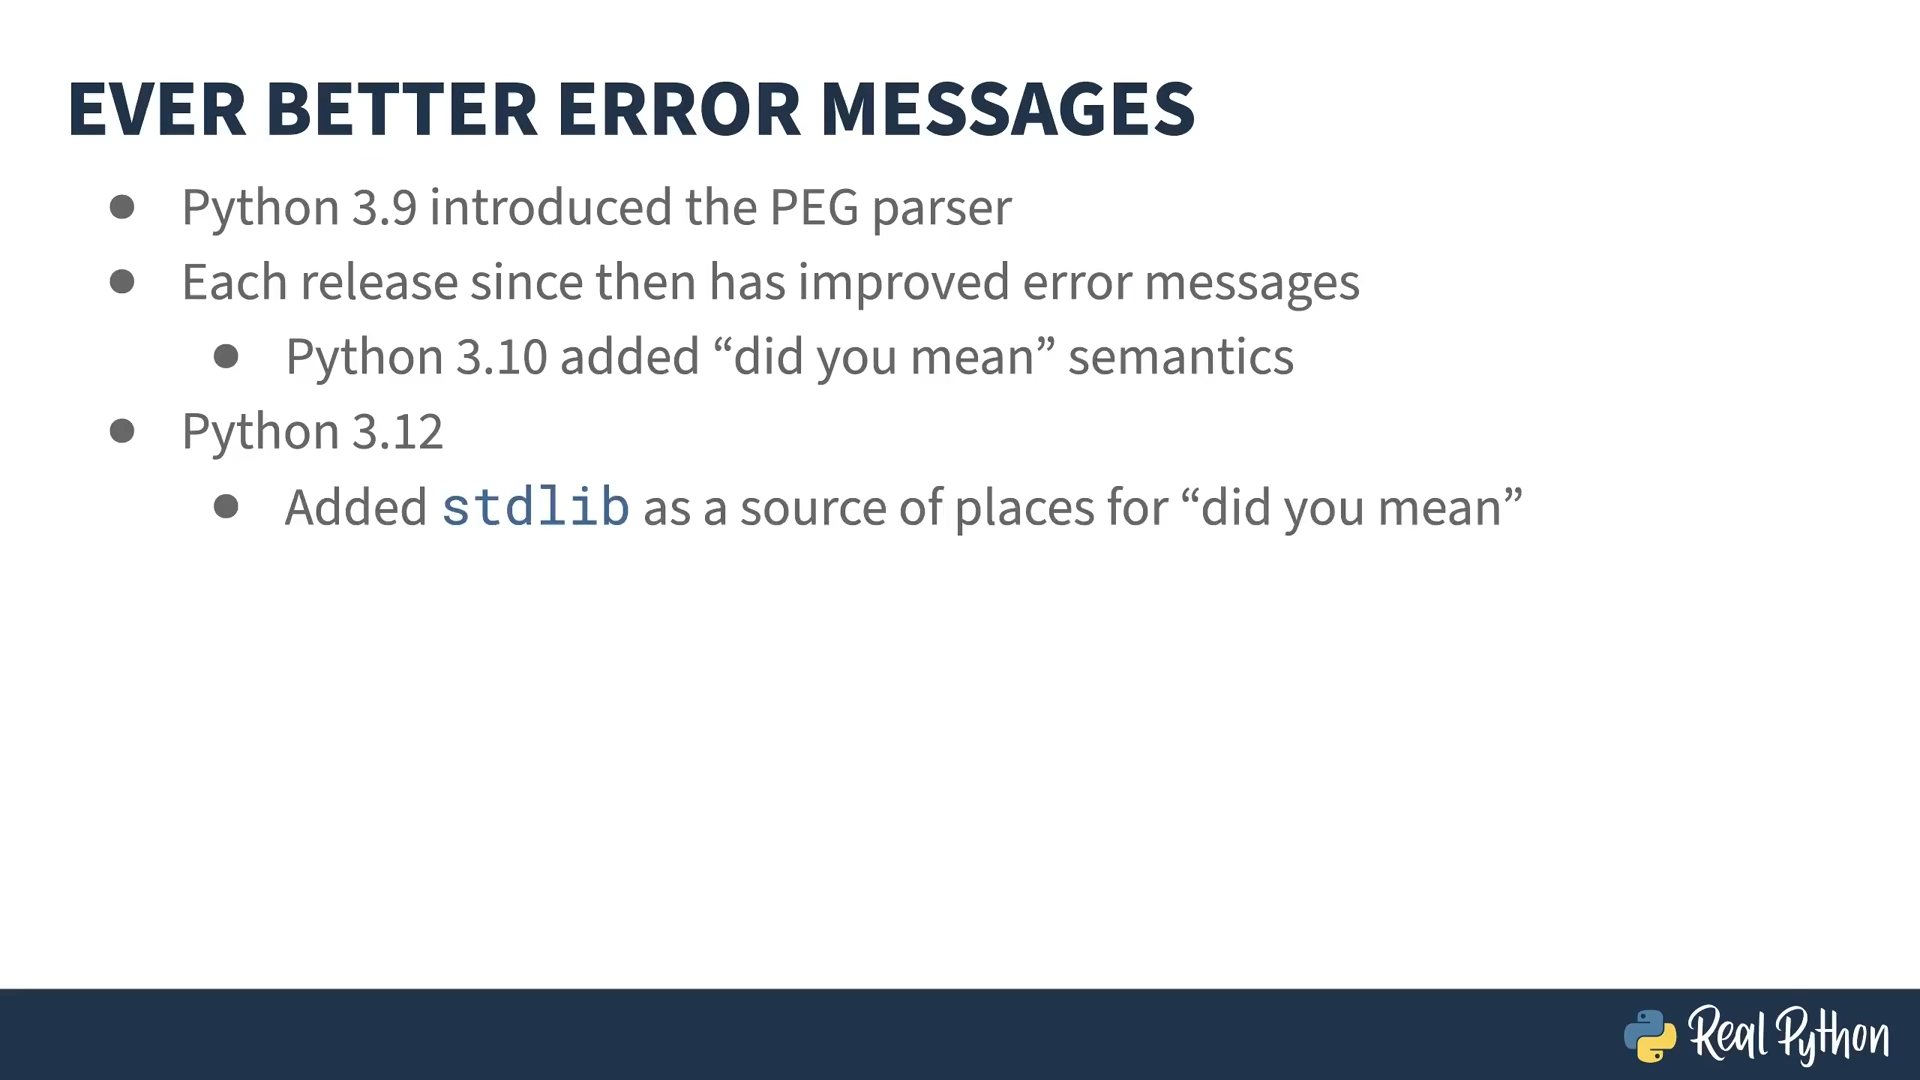 EVER BETTER ERROR MESSAGES
● Python 3.9 introduced the PEG parser
● Each release since then has improved error messages
● Python 3.10 added “did you mean” semantics
● Python 3.12
● Added stdlib as a source of places for “did you mean”
Real Python